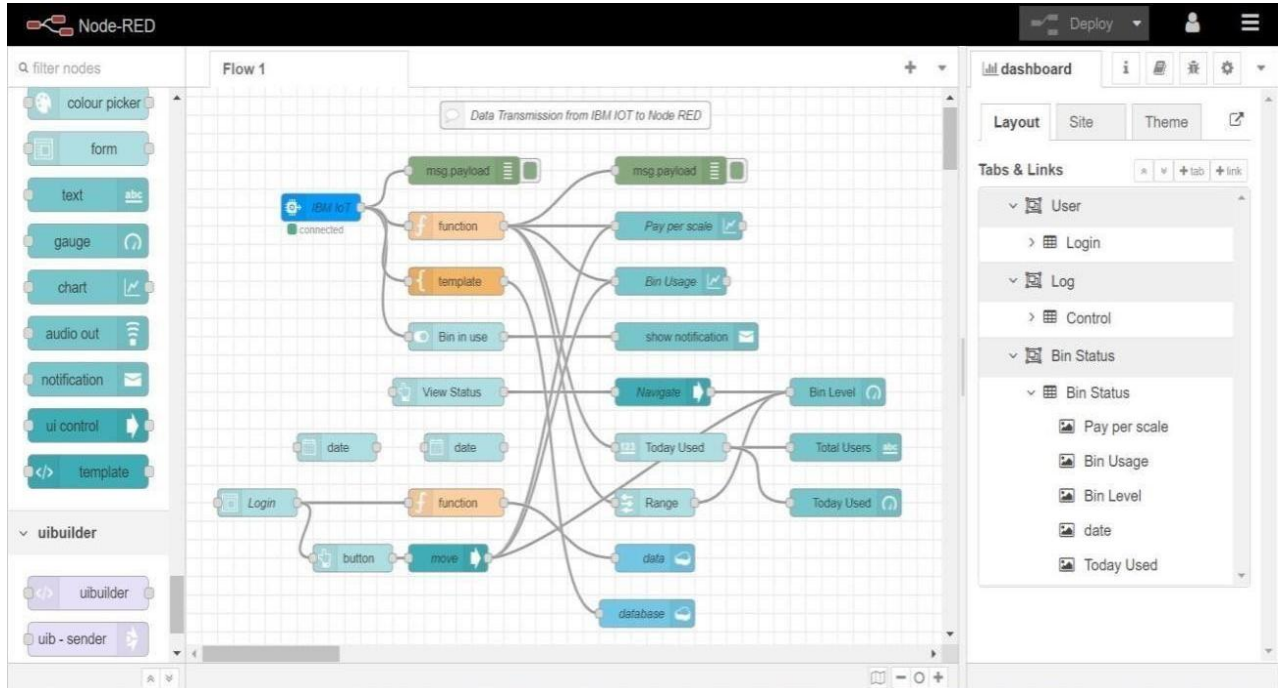 Node-RED
Deploy
filter nodes
Flow 1
dashboard
i
colour picker
form
text
abc
gauge
chart
audio out
notification
ui control
template
uibuilder
uibuilder
uib - sender
Data Transmission from IBM IOT to Node RED
msg.payload
msg.payload
IBM IoT
connected
function
Pay per scale
template
Bin Usage
Bin in use
show notification
View Status
Navigate
Bin Level
date
date
123
Today Used
Total Users
abc
Login
function
Range
Today Used
button
move
data
database
Layout
Site
Theme
Tabs & Links
+ tab
+ link
User
Login
Log
Control
Bin Status
Bin Status
Pay per scale
Bin Usage
Bin Level
date
Today Used